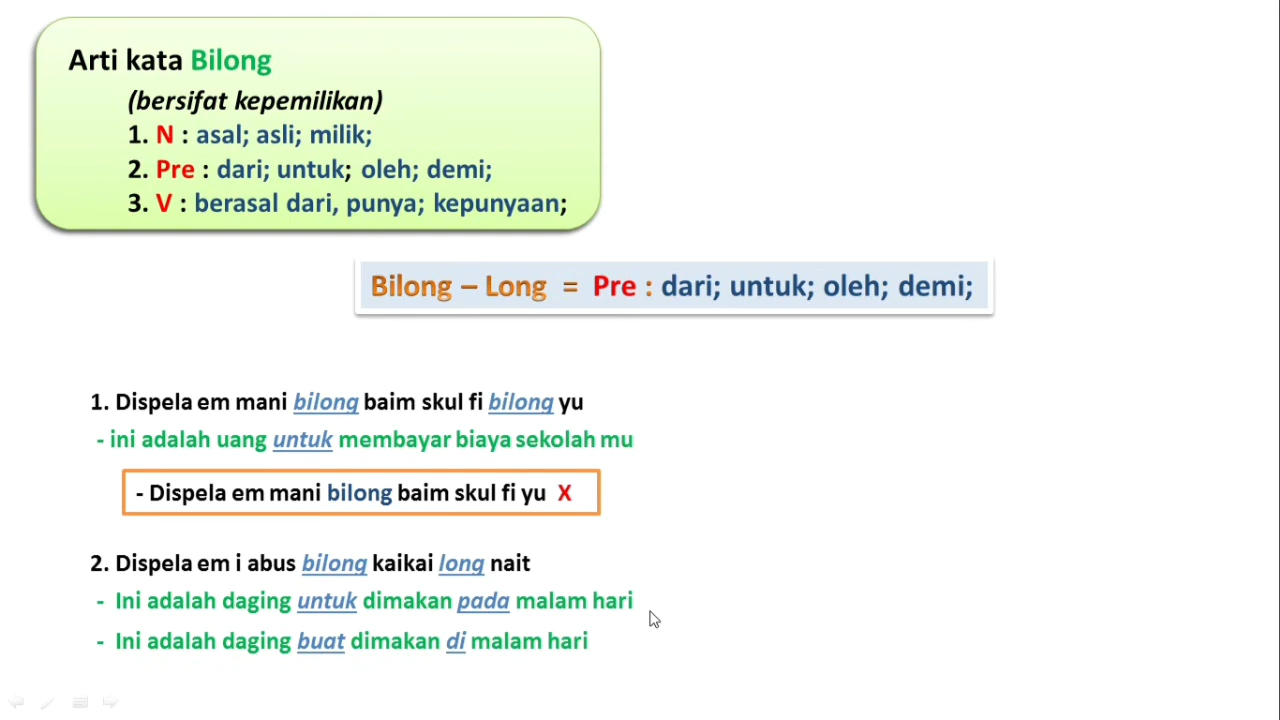 Arti kata Bilong
(bersifat kepemilikan)
1. N : asal; asli; milik;
2. Pre : dari; untuk; oleh; demi;
3. V : berasal dari, punya; kepunyaan;
Bilong – Long = Pre : dari; untuk; oleh; demi;
1. Dispela em mani bilong baim skul fi bilong yu
- ini adalah uang untuk membayar biaya sekolah mu
- Dispela em mani bilong baim skul fi yu X
2. Dispela em i abus bilong kaikai long nait
- Ini adalah daging untuk dimakan pada malam hari
- Ini adalah daging buat dimakan di malam hari